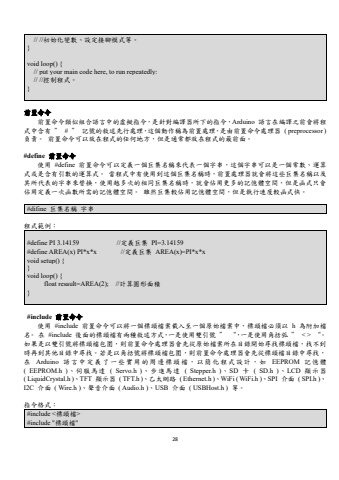 // //初始化變數、設定接腳模式等。
}
void loop() {
// put your main code here, to run repeatedly:
// //控制程式。
}
前置命令
前置命令類似組合語言中的虛擬指令，是針對編譯器所下的指令，Arduino 語言在編譯之前會將程
式中含有＂ # ＂ 記號的敘述先行處理，這個動作稱為前置處理，是由前置命令處理器 ( preprocessor )
負責。 前置命令可以放在程式的任何地方，但是通常都放在程式的最前面。
#define 前置命令
使用 #define 前置命令可以定義一個巨集名稱來代表一個字串，這個字串可以是一個常數、運算
式或是含有引數的運算式。 當程式中有使用到這個巨集名稱時，前置處理器就會將這些巨集名稱以及
其所代表的字串來替換，使用越多次的相同巨集名稱時，就會佔用更多的記憶體空間，但是函式只會
佔用定義一次函數所需的記憶體空間。 雖然巨集較佔用記憶體空間，但是執行速度較函式快。
#difine 巨集名稱 字串
程式範例：
#define PI 3.14159 //定義巨集 PI=3.14159
#define AREA(x) PI*x*x //定義巨集 AREA(x)=PI*x*x
void setup() {
}
void loop() {
float resault=AREA(2); //計算圓形面積
}
#include 前置命令
使用 #include 前置命令可以將一個標頭檔案載入至一個原始檔案中，標頭檔必須以 h 為附加檔
名。在 #include 後面的標頭檔有兩種敘述方式，一是使用雙引號＂ ＂，一是使用角括弧＂ < > ＂。
如果是以雙引號將標頭檔包圍，則前置命令處理器會先從原始檔案所在目錄開始尋找標頭檔，找不到
時再到其他目錄中尋找。若是以角括號將標頭檔包圍，則前置命令處理器會先從標頭檔目錄中尋找。
在 Arduino 語言中定義了一些實用的周邊標頭檔，以簡化程式設計，如 EEPROM 記憶體
( EEPROM.h )、伺服馬達 ( Servo.h )、步進馬達 ( Stepper.h )、SD 卡 ( SD.h )、LCD 顯示器
( LiquidCrystal.h )、TFT 顯示器 ( TFT.h )、乙太網路 ( Ethernet.h )、WiFi ( WiFi.h )、SPI 介面 ( SPI.h )、
I2C 介面 ( Wire.h )、聲音介面 ( Audio.h )、USB 介面 ( USBHost.h ) 等。
指令格式：
#include <標頭檔>
#include "標頭檔"
28